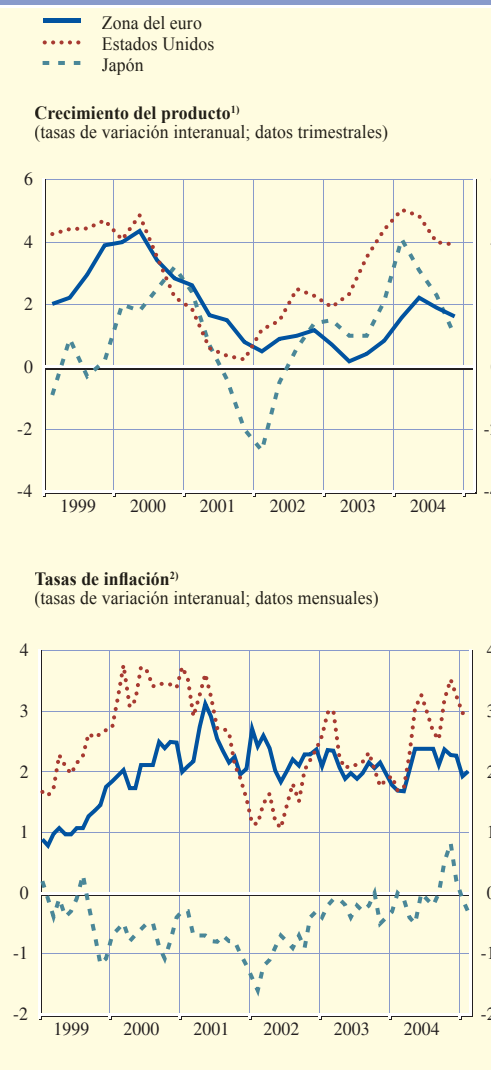 Zona del euro
Estados Unidos
Japón
Crecimiento del producto1)
(tasas de variación interanual; datos trimestrales)
6
4
2
0
-2
-4
1999 2000 2001 2002 2003 2004
Tasas de inflación2)
(tasas de variación interanual; datos mensuales)
4
3
2
1
0
-1
-2
1999 2000 2001 2002 2003 2004